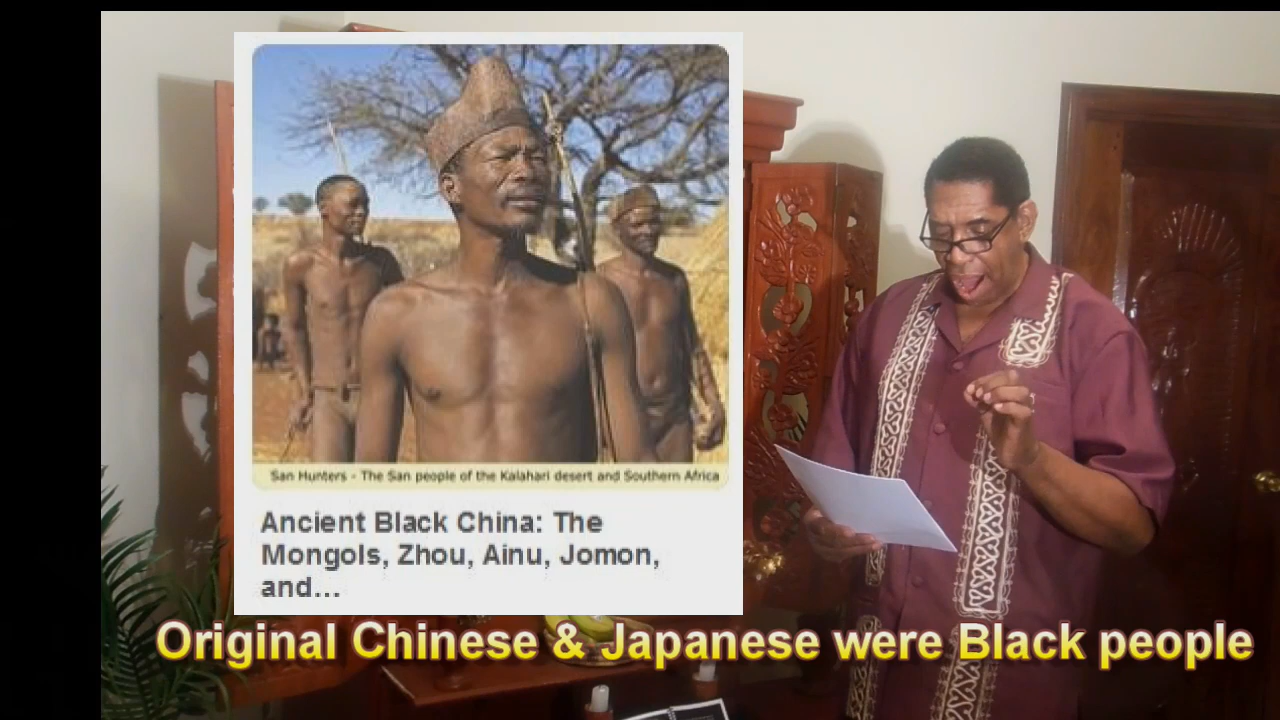 San Hunters - The San people of the Kalahari desert and Southern Africa
Ancient Black China: The
Mongols, Zhou, Ainu, Jomon,
and...
Original Chinese & Japanese were Black people